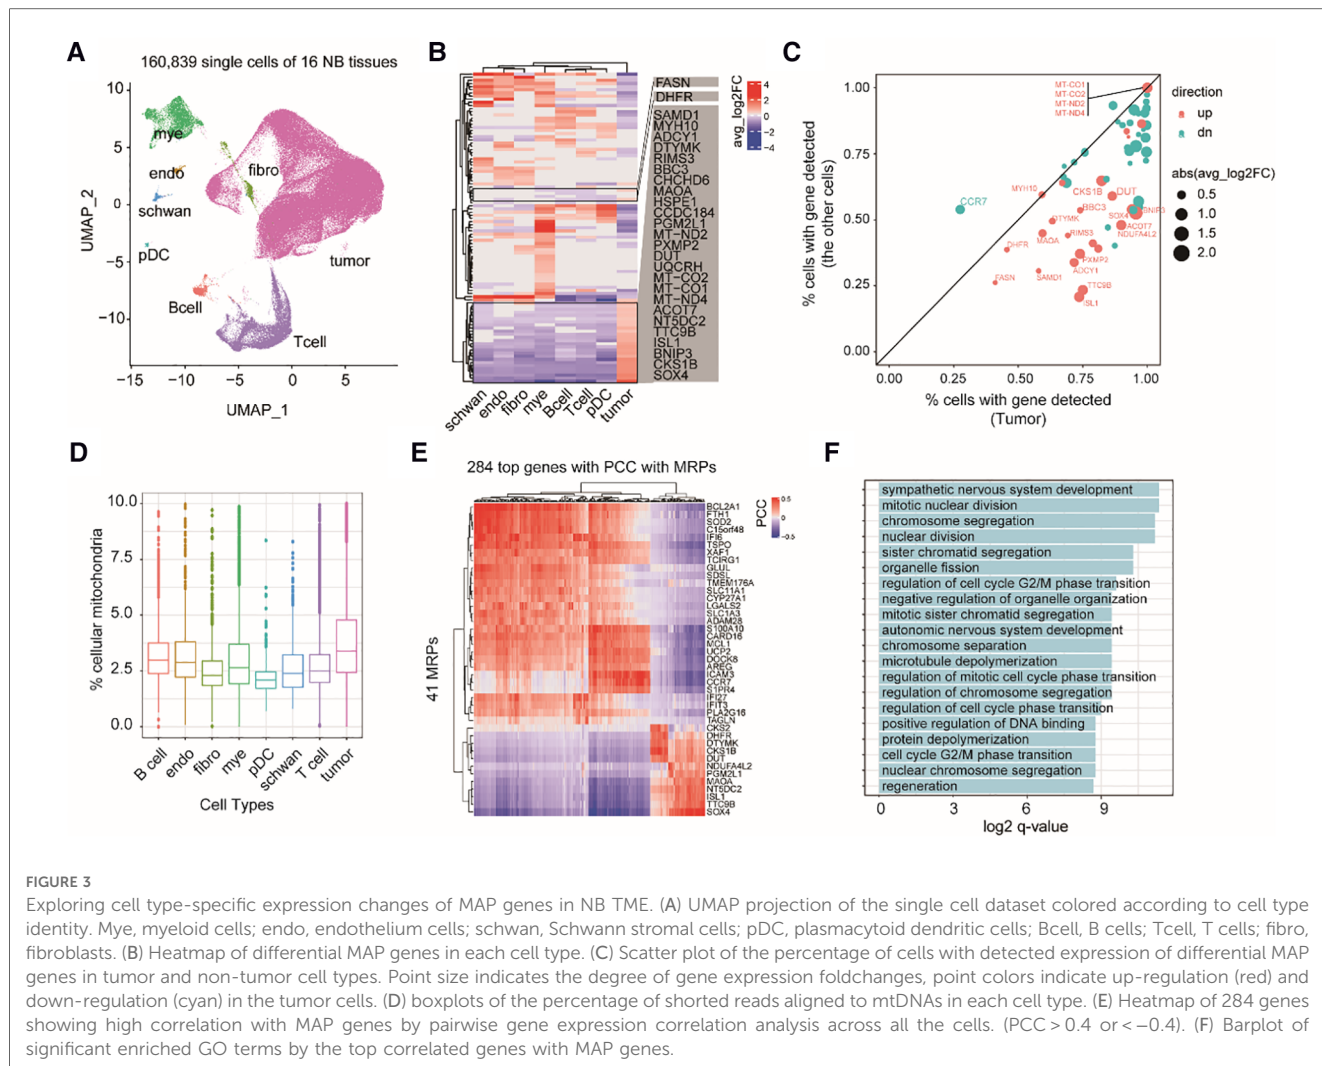 A
160,839 single cells of 16 NB tissues
10
5
0
−5
−10
UMAP_2
−15
−10
−5
0
5
UMAP_1
mye
endo
fibro
schwan
pDC
tumor
Bcell
Tcell
B
FASN
DHFR
SAMD1
MYH10
ADCY1
DTYMK
RIMS3
BBC3
CHCHD6
MAOA
HSPE1
CCDC184
PGM2L1
MT−ND2
PXMP2
DUT
UQCRH
MT−CO2
MT−CO1
MT−ND4
ACOT7
NT5DC2
TTC9B
ISL1
BNIP3
CKS1B
SOX4
avg_log2FC
4
2
0
−2
−4
schwan
endo
fibro
mye
Bcell
Tcell
pDC
tumor
C
1.00
0.75
0.50
0.25
0.00
% cells with gene detected
(the other cells)
MT-CO1
MT-CO2
MT-ND2
MT-ND4
CCR7
MYH10
CKS1B
DUT
BBC3
DTYMK
SOX4
BNIP3
ACOT7
NDUFA4L2
MAOA
RIMS3
DHFR
PXMP2
ADCY1
FASN
SAMD1
TTC9B
ISL1
0.00
0.25
0.50
0.75
1.00
% cells with gene detected
(Tumor)
direction
up
dn
abs(avg_log2FC)
0.5
1.0
1.5
2.0
D
10.0
7.5
5.0
2.5
0.0
% cellular mitochondria
B cell
endo
fibro
mye
pDC
schwan
T cell
tumor
Cell Types
E
284 top genes with PCC with MRPs
41 MRPs
BCL2A1
FTH1
SOD2
C15orf48
IFI6
TSPO
XAF1
TCIRG1
GLUL
SDSL
TMEM176A
SLC11A1
CYP27A1
LGALS2
SLC1A3
ADAM28
S100A10
CARD16
MCL1
UCP2
DOCK8
AREG
ICAM3
CCR7
S1PR4
IFI27
IFIT3
PLA2G16
TAGLN
CKS2
DHFR
DTYMK
CKS1B
DUT
NDUFA4L2
PGM2L1
MAOA
NT5DC2
ISL1
TTC9B
SOX4
PCC
0.5
0
−0.5
F
sympathetic nervous system development
mitotic nuclear division
chromosome segregation
nuclear division
sister chromatid segregation
organelle fission
regulation of cell cycle G2/M phase transition
negative regulation of organelle organization
mitotic sister chromatid segregation
autonomic nervous system development
chromosome separation
microtubule depolymerization
regulation of mitotic cell cycle phase transition
regulation of chromosome segregation
regulation of cell cycle phase transition
positive regulation of DNA binding
protein depolymerization
cell cycle G2/M phase transition
nuclear chromosome segregation
regeneration
0
3
6
9
log2 q-value
FIGURE 3
Exploring cell type-specific expression changes of MAP genes in NB TME. (A) UMAP projection of the single cell dataset colored according to cell type
identity. Mye, myeloid cells; endo, endothelium cells; schwan, Schwann stromal cells; pDC, plasmacytoid dendritic cells; Bcell, B cells; Tcell, T cells; fibro,
fibroblasts. (B) Heatmap of differential MAP genes in each cell type. (C) Scatter plot of the percentage of cells with detected expression of differential MAP
genes in tumor and non-tumor cell types. Point size indicates the degree of gene expression foldchanges, point colors indicate up-regulation (red) and
down-regulation (cyan) in the tumor cells. (D) boxplots of the percentage of shorted reads aligned to mtDNAs in each cell type. (E) Heatmap of 284 genes
showing high correlation with MAP genes by pairwise gene expression correlation analysis across all the cells. (PCC > 0.4 or < −0.4). (F) Barplot of
significant enriched GO terms by the top correlated genes with MAP genes.